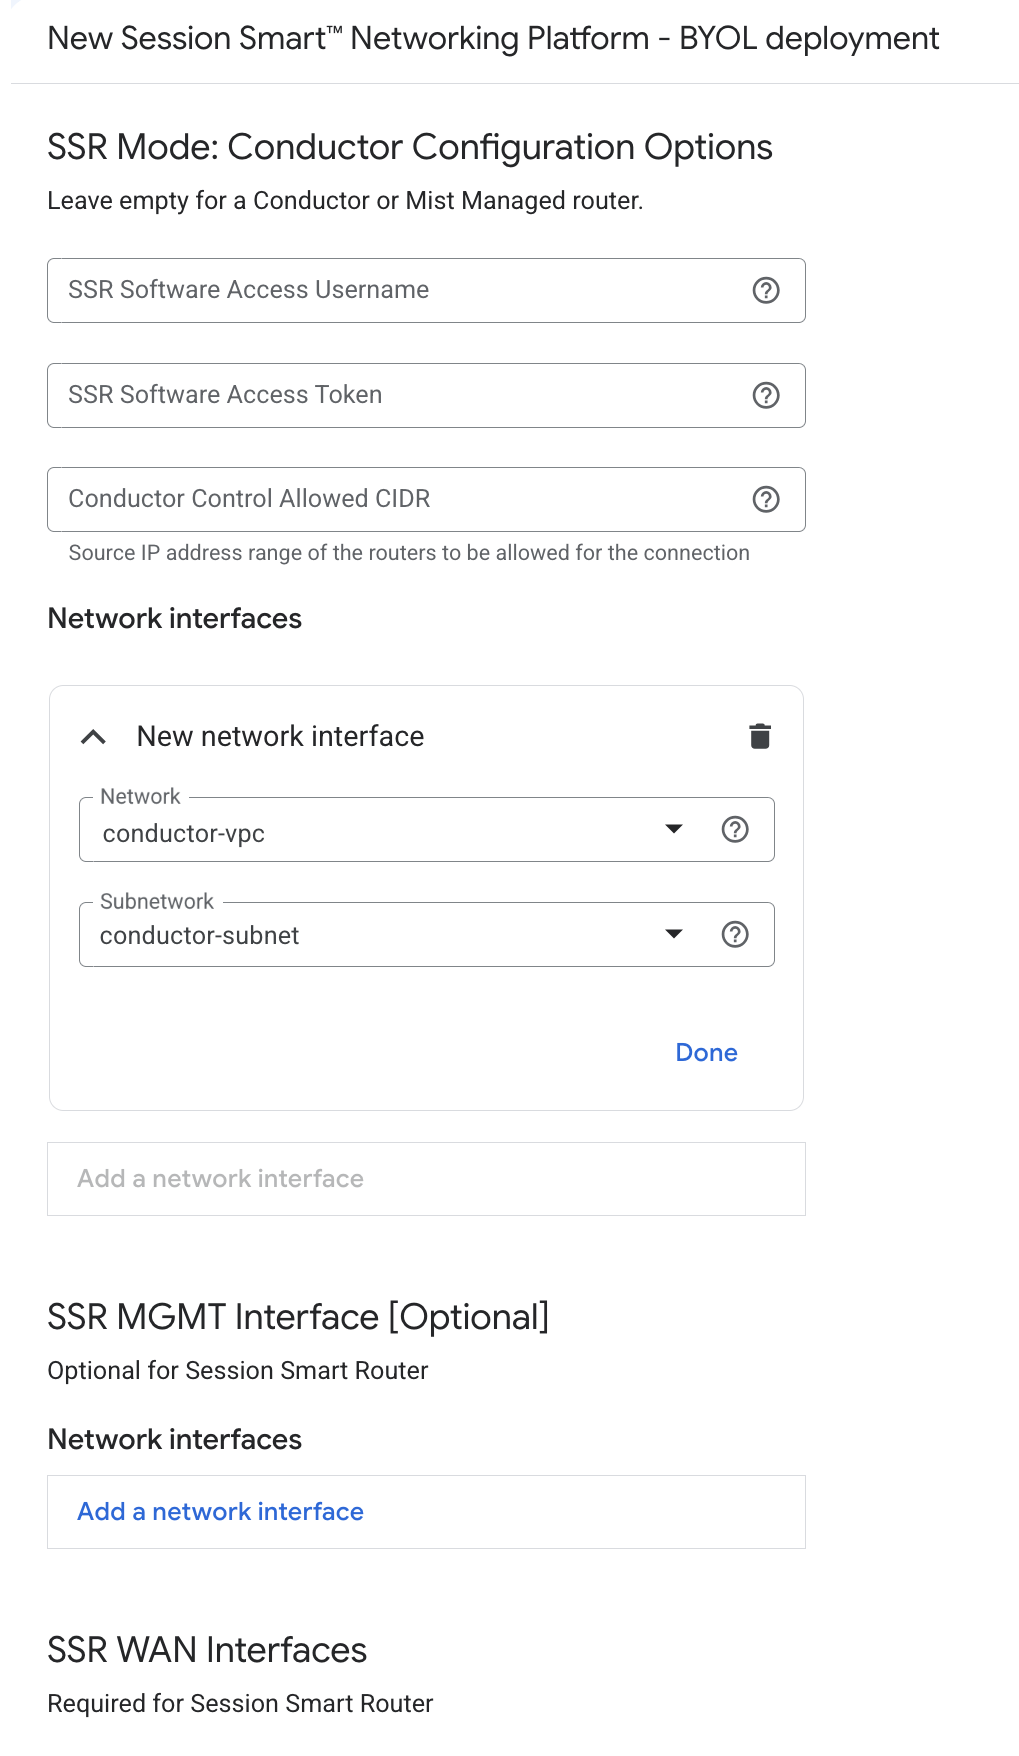 New Session Smart™ Networking Platform - BYOL deployment
SSR Mode: Conductor Configuration Options
Leave empty for a Conductor or Mist Managed router.
SSR Software Access Username
SSR Software Access Token
Conductor Control Allowed CIDR
Source IP address range of the routers to be allowed for the connection
Network interfaces
New network interface
Network
conductor-vpc
Subnetwork
conductor-subnet
Done
Add a network interface
SSR MGMT Interface [Optional]
Optional for Session Smart Router
Network interfaces
Add a network interface
SSR WAN Interfaces
Required for Session Smart Router